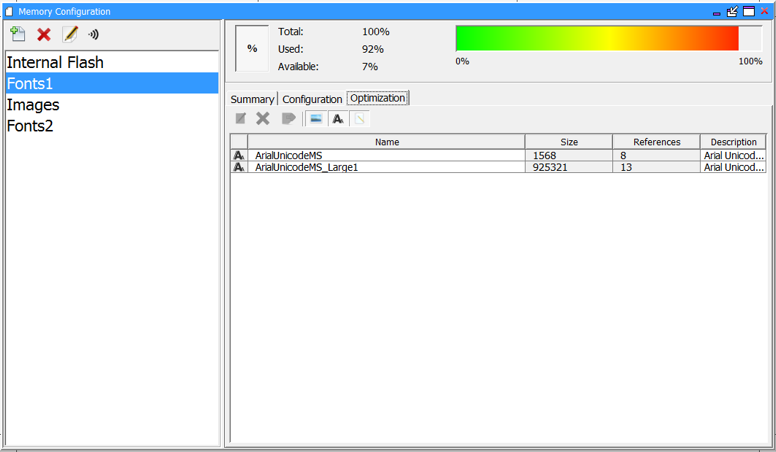 Memory Configuration
Internal Flash
Fonts1
Images
Fonts2
%
Total: 100%
Used: 92%
Available: 7%
0% 100%
Summary Configuration Optimization
Name Size References Description
ArialUnicodeMS 1568 8 Arial Unicod...
ArialUnicodeMS_Large1 925321 13 Arial Unicod...